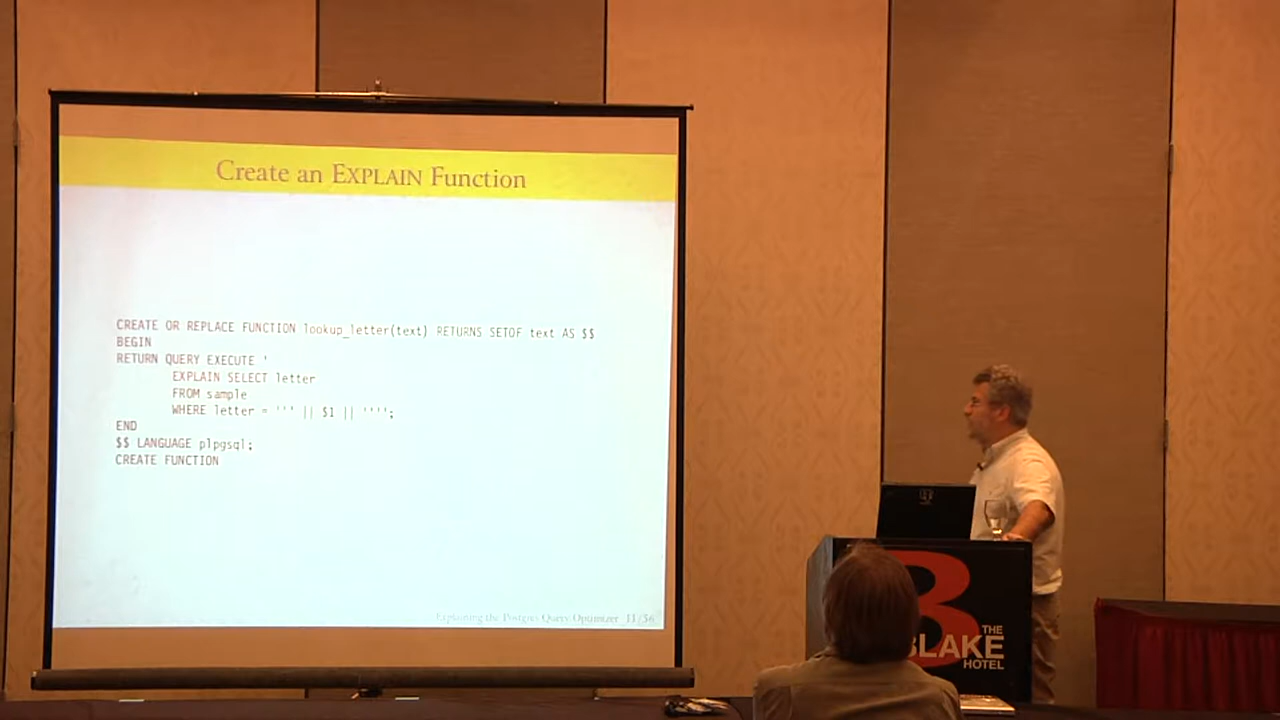 Create an EXPLAIN Function
CREATE OR REPLACE FUNCTION lookup_letter(text) RETURNS SETOF text AS $$
BEGIN
RETURN QUERY EXECUTE '
EXPLAIN SELECT letter
FROM sample
WHERE letter = ''' || $1 || '''';
END
$$ LANGUAGE plpgsql;
CREATE FUNCTION
Explaining the Postgres Query Optimizer 11/56
B
THE
BLAKE
HOTEL